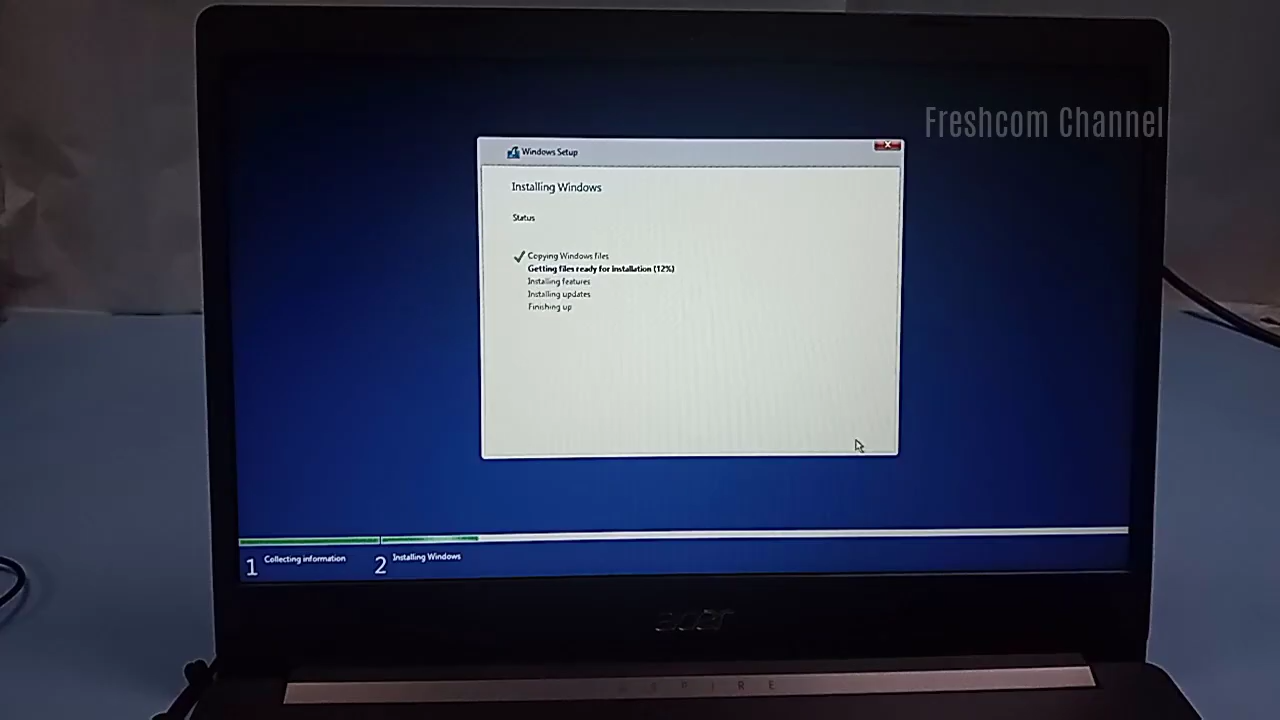 Freshcom Channel
Windows Setup
Installing Windows
Status
Copying Windows files
Getting files ready for installation (12%)
Installing features
Installing updates
Finishing up
1 Collecting information
2 Installing Windows
acer
ASPIRE